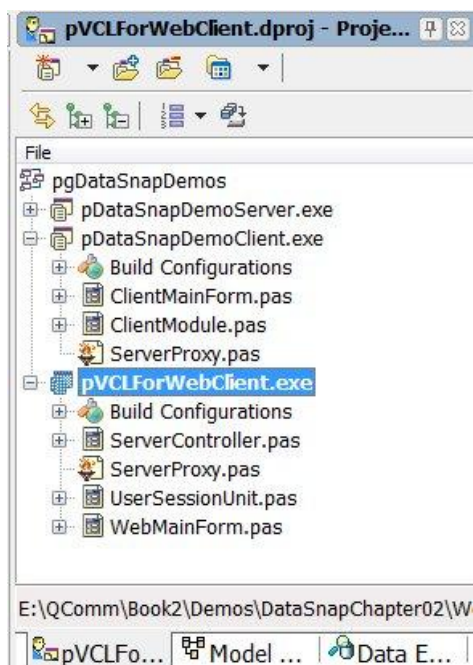 pVCLForWebClient.dproj - Proje...
File
pgDataSnapDemos
pDataSnapDemoServer.exe
pDataSnapDemoClient.exe
Build Configurations
ClientMainForm.pas
ClientModule.pas
ServerProxy.pas
pVCLForWebClient.exe
Build Configurations
ServerController.pas
ServerProxy.pas
UserSessionUnit.pas
WebMainForm.pas
E:\QComm\Book2\Demos\DataSnapChapter02\W
pVCLFo... Model ... Data E...